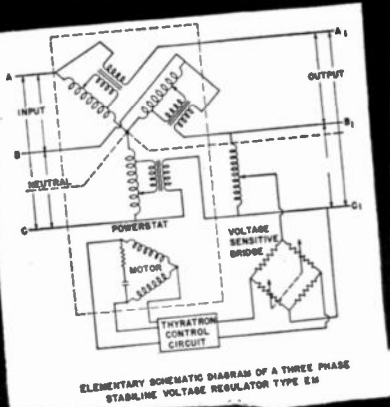 A
A1
INPUT
OUTPUT
B
B1
NEUTRAL
C
C1
POWERSTAT
VOLTAGE
SENSITIVE
BRIDGE
MOTOR
THYRATRON
CONTROL
CIRCUIT
ELEMENTARY SCHEMATIC DIAGRAM OF A THREE PHASE
STABILINE VOLTAGE REGULATOR TYPE EM